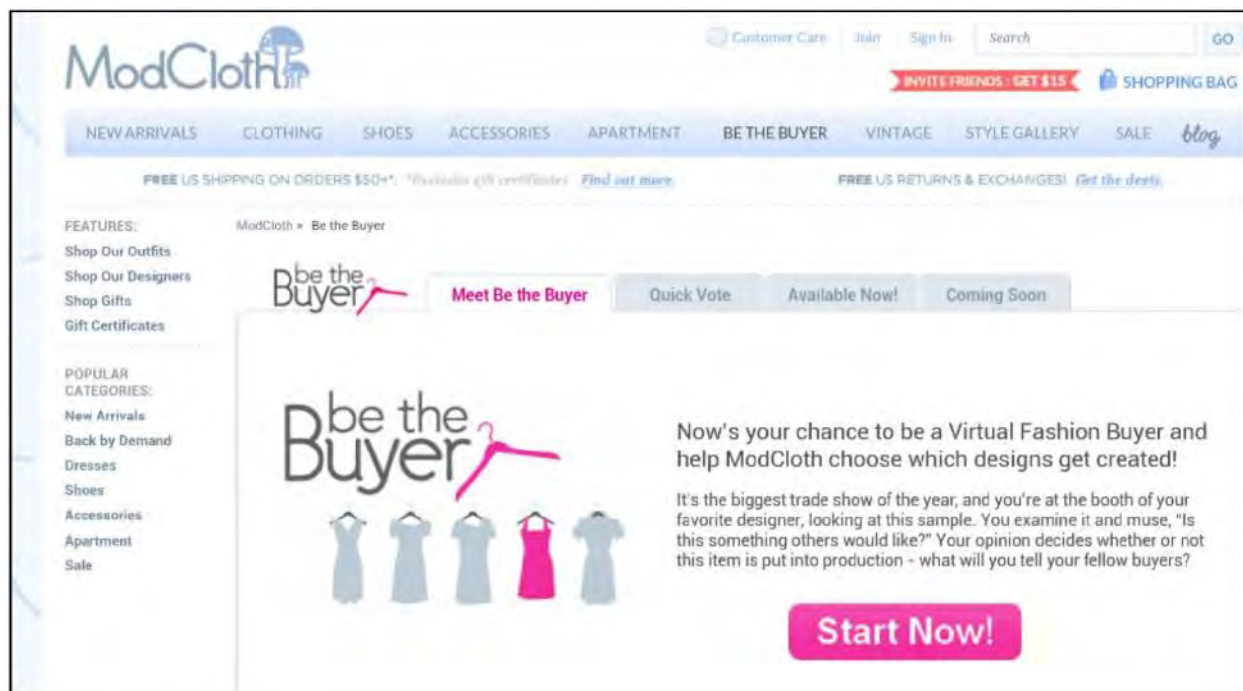 ModCloth
Customer Care Join Sign In Search GO
INVITE FRIENDS : GET $15 SHOPPING BAG
NEW ARRIVALS CLOTHING SHOES ACCESSORIES APARTMENT BE THE BUYER VINTAGE STYLE GALLERY SALE blog
FREE US SHIPPING ON ORDERS $50+*. *Excludes gift certificates Find out more. FREE US RETURNS & EXCHANGES! Get the deets.
FEATURES:
Shop Our Outfits
Shop Our Designers
Shop Gifts
Gift Certificates
POPULAR
CATEGORIES:
New Arrivals
Back by Demand
Dresses
Shoes
Accessories
Apartment
Sale
ModCloth » Be the Buyer
be the
Buyer
Meet Be the Buyer Quick Vote Available Now! Coming Soon
be the
Buyer
Now's your chance to be a Virtual Fashion Buyer and
help ModCloth choose which designs get created!
It's the biggest trade show of the year, and you're at the booth of your
favorite designer, looking at this sample. You examine it and muse, "Is
this something others would like?" Your opinion decides whether or not
this item is put into production - what will you tell your fellow buyers?
Start Now!